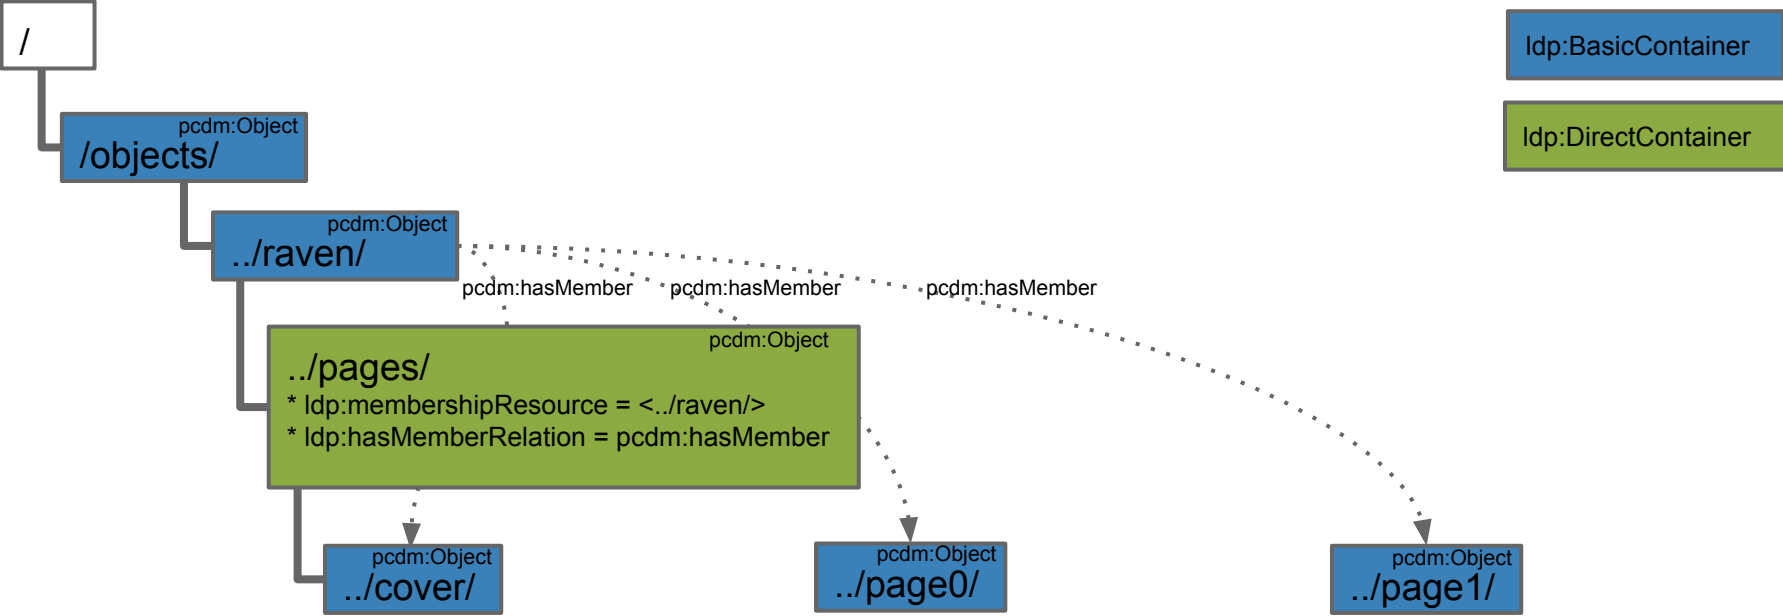 /
ldp:BasicContainer
ldp:DirectContainer
pcdm:Object
/objects/
pcdm:Object
../raven/
pcdm:hasMember
pcdm:hasMember
pcdm:hasMember
pcdm:Object
../pages/
* ldp:membershipResource = <../raven/>
* ldp:hasMemberRelation = pcdm:hasMember
pcdm:Object
../cover/
pcdm:Object
../page0/
pcdm:Object
../page1/